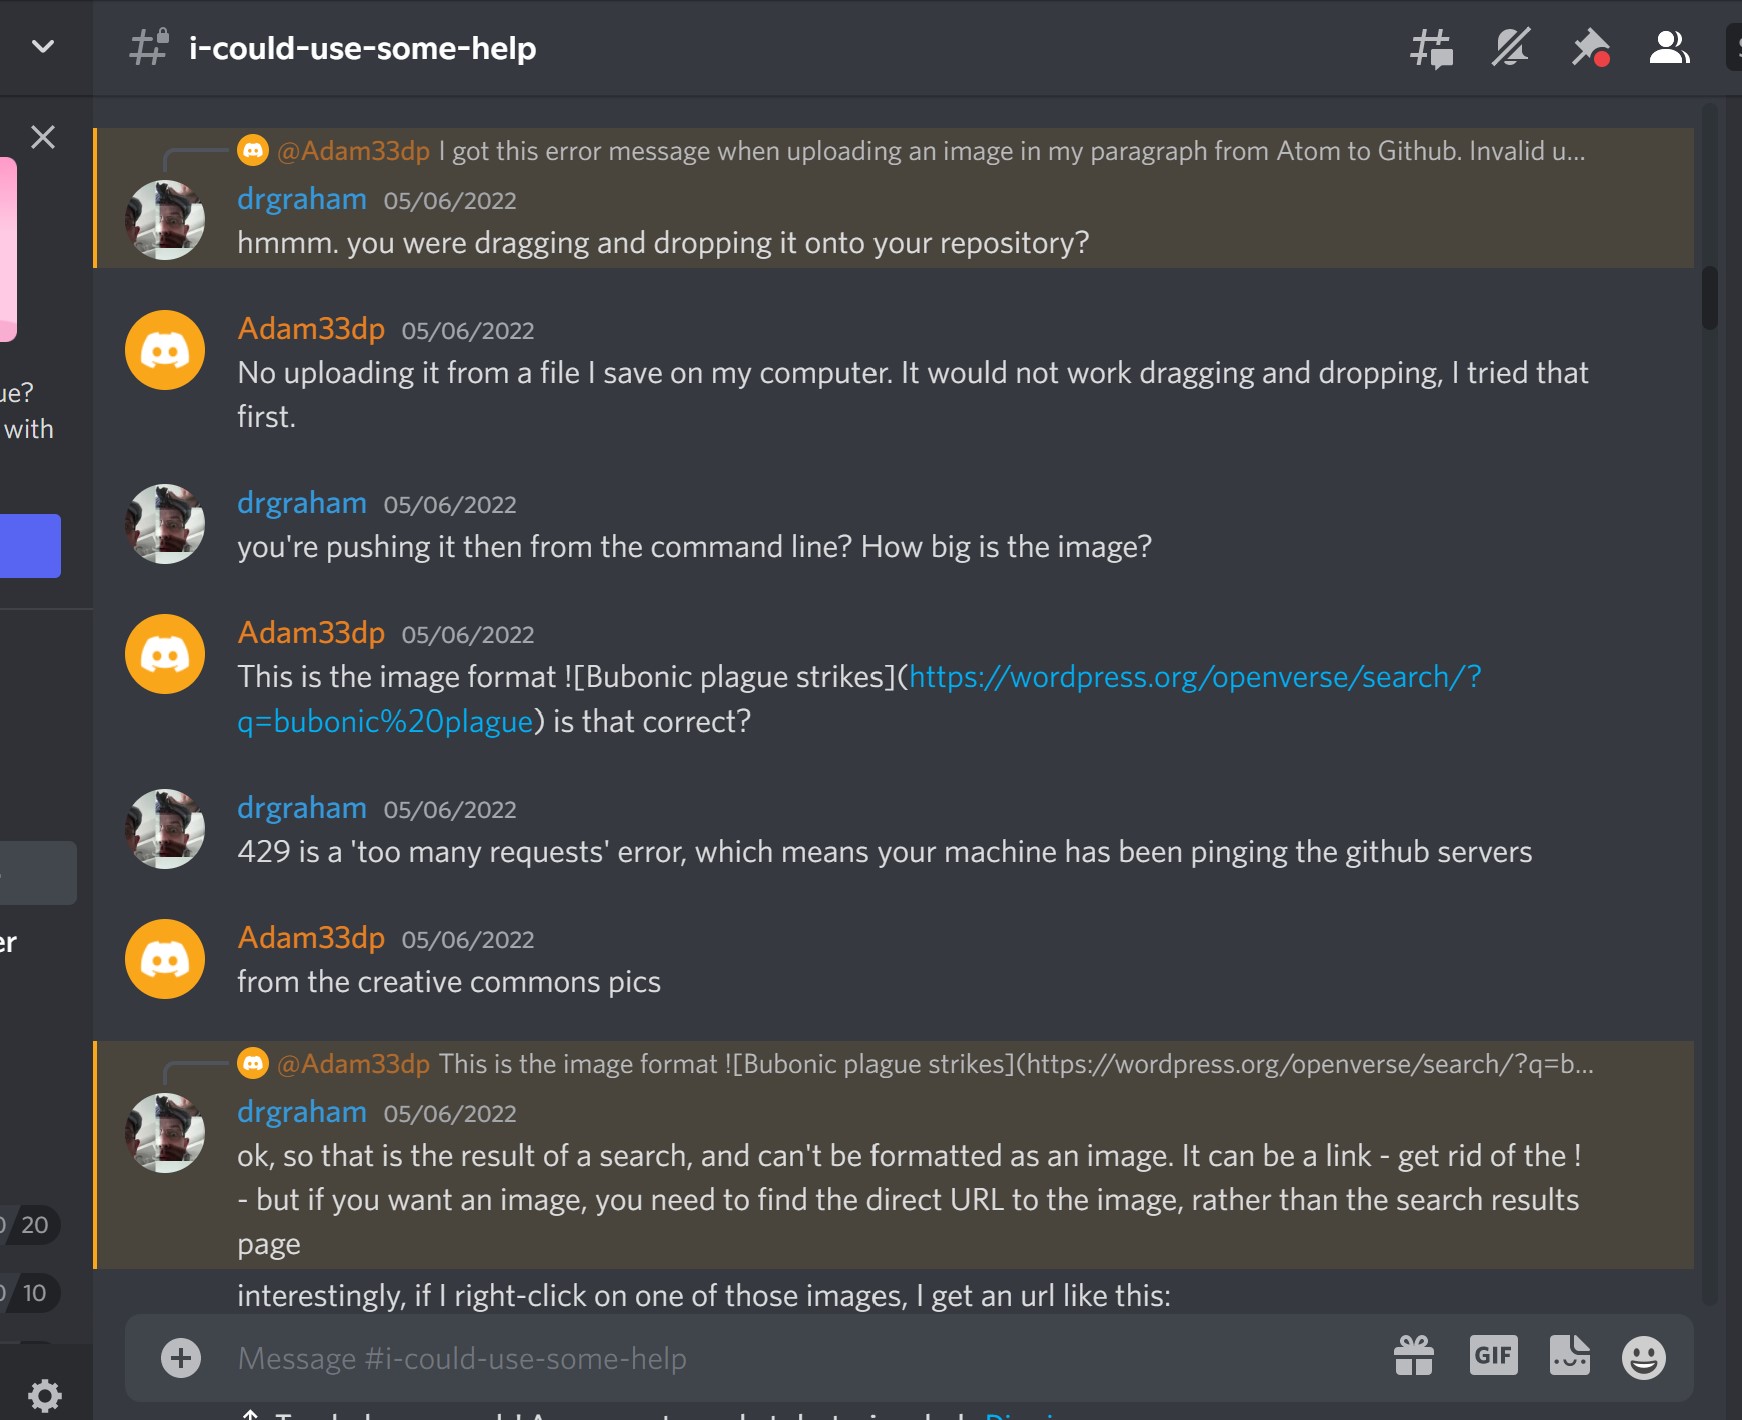 i-could-use-some-help
@Adam33dp I got this error message when uploading an image in my paragraph from Atom to Github. Invalid u...
drgraham 05/06/2022
hmmm. you were dragging and dropping it onto your repository?
Adam33dp 05/06/2022
No uploading it from a file I save on my computer. It would not work dragging and dropping, I tried that
first.
ue?
with
drgraham 05/06/2022
you're pushing it then from the command line? How big is the image?
Adam33dp 05/06/2022
This is the image format ![Bubonic plague strikes](https://wordpress.org/openverse/search/?
q=bubonic%20plague) is that correct?
drgraham 05/06/2022
429 is a 'too many requests' error, which means your machine has been pinging the github servers
er
Adam33dp 05/06/2022
from the creative commons pics
@Adam33dp This is the image format ![Bubonic plague strikes](https://wordpress.org/openverse/search/?q=b...
drgraham 05/06/2022
ok, so that is the result of a search, and can't be formatted as an image. It can be a link - get rid of the !
- but if you want an image, you need to find the direct URL to the image, rather than the search results
page
20
10
interestingly, if I right-click on one of those images, I get an url like this:
Message #i-could-use-some-help
GIF